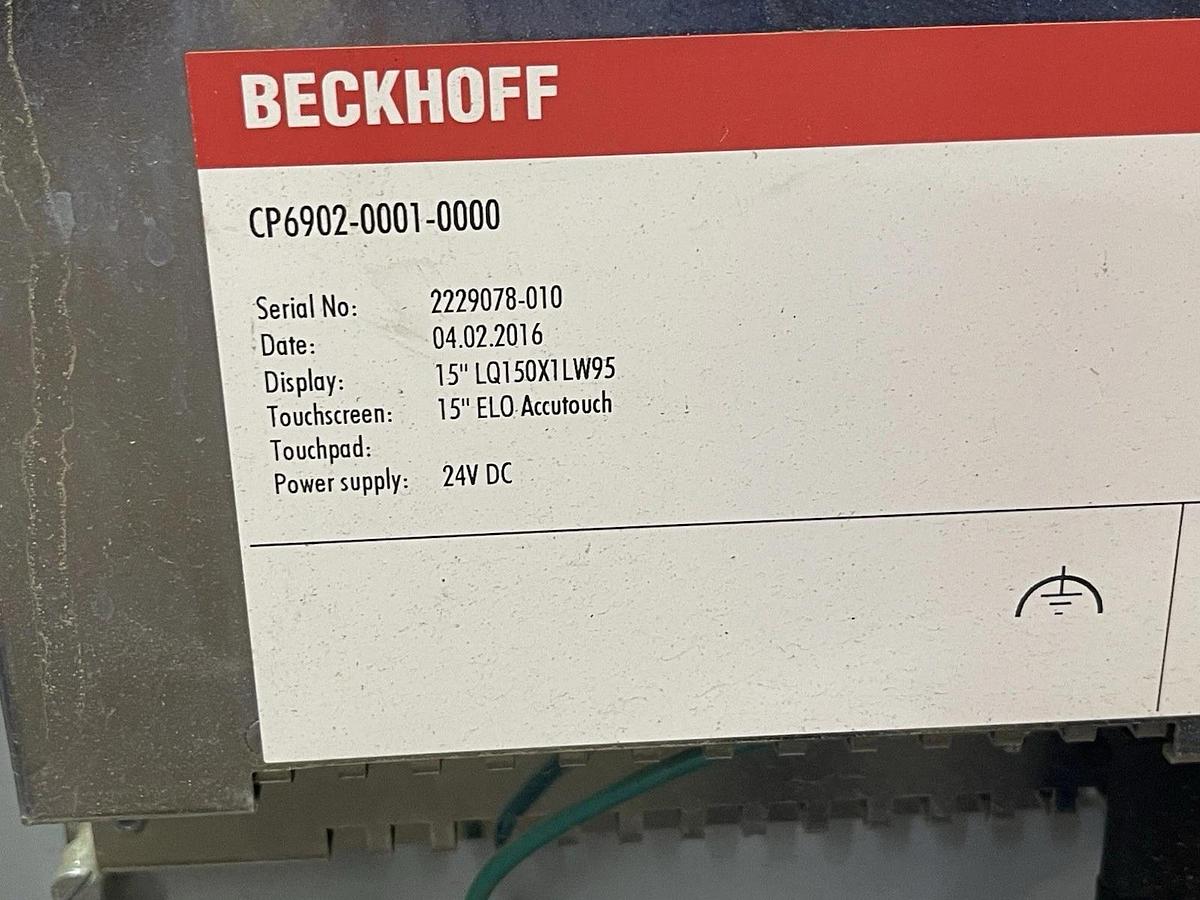 BECKHOFF
CP6902-0001-0000
Serial No: 2229078-010
Date: 04.02.2016
Display: 15" LQ150X1LW95
Touchscreen: 15" ELO Accutouch
Touchpad:
Power supply: 24V DC